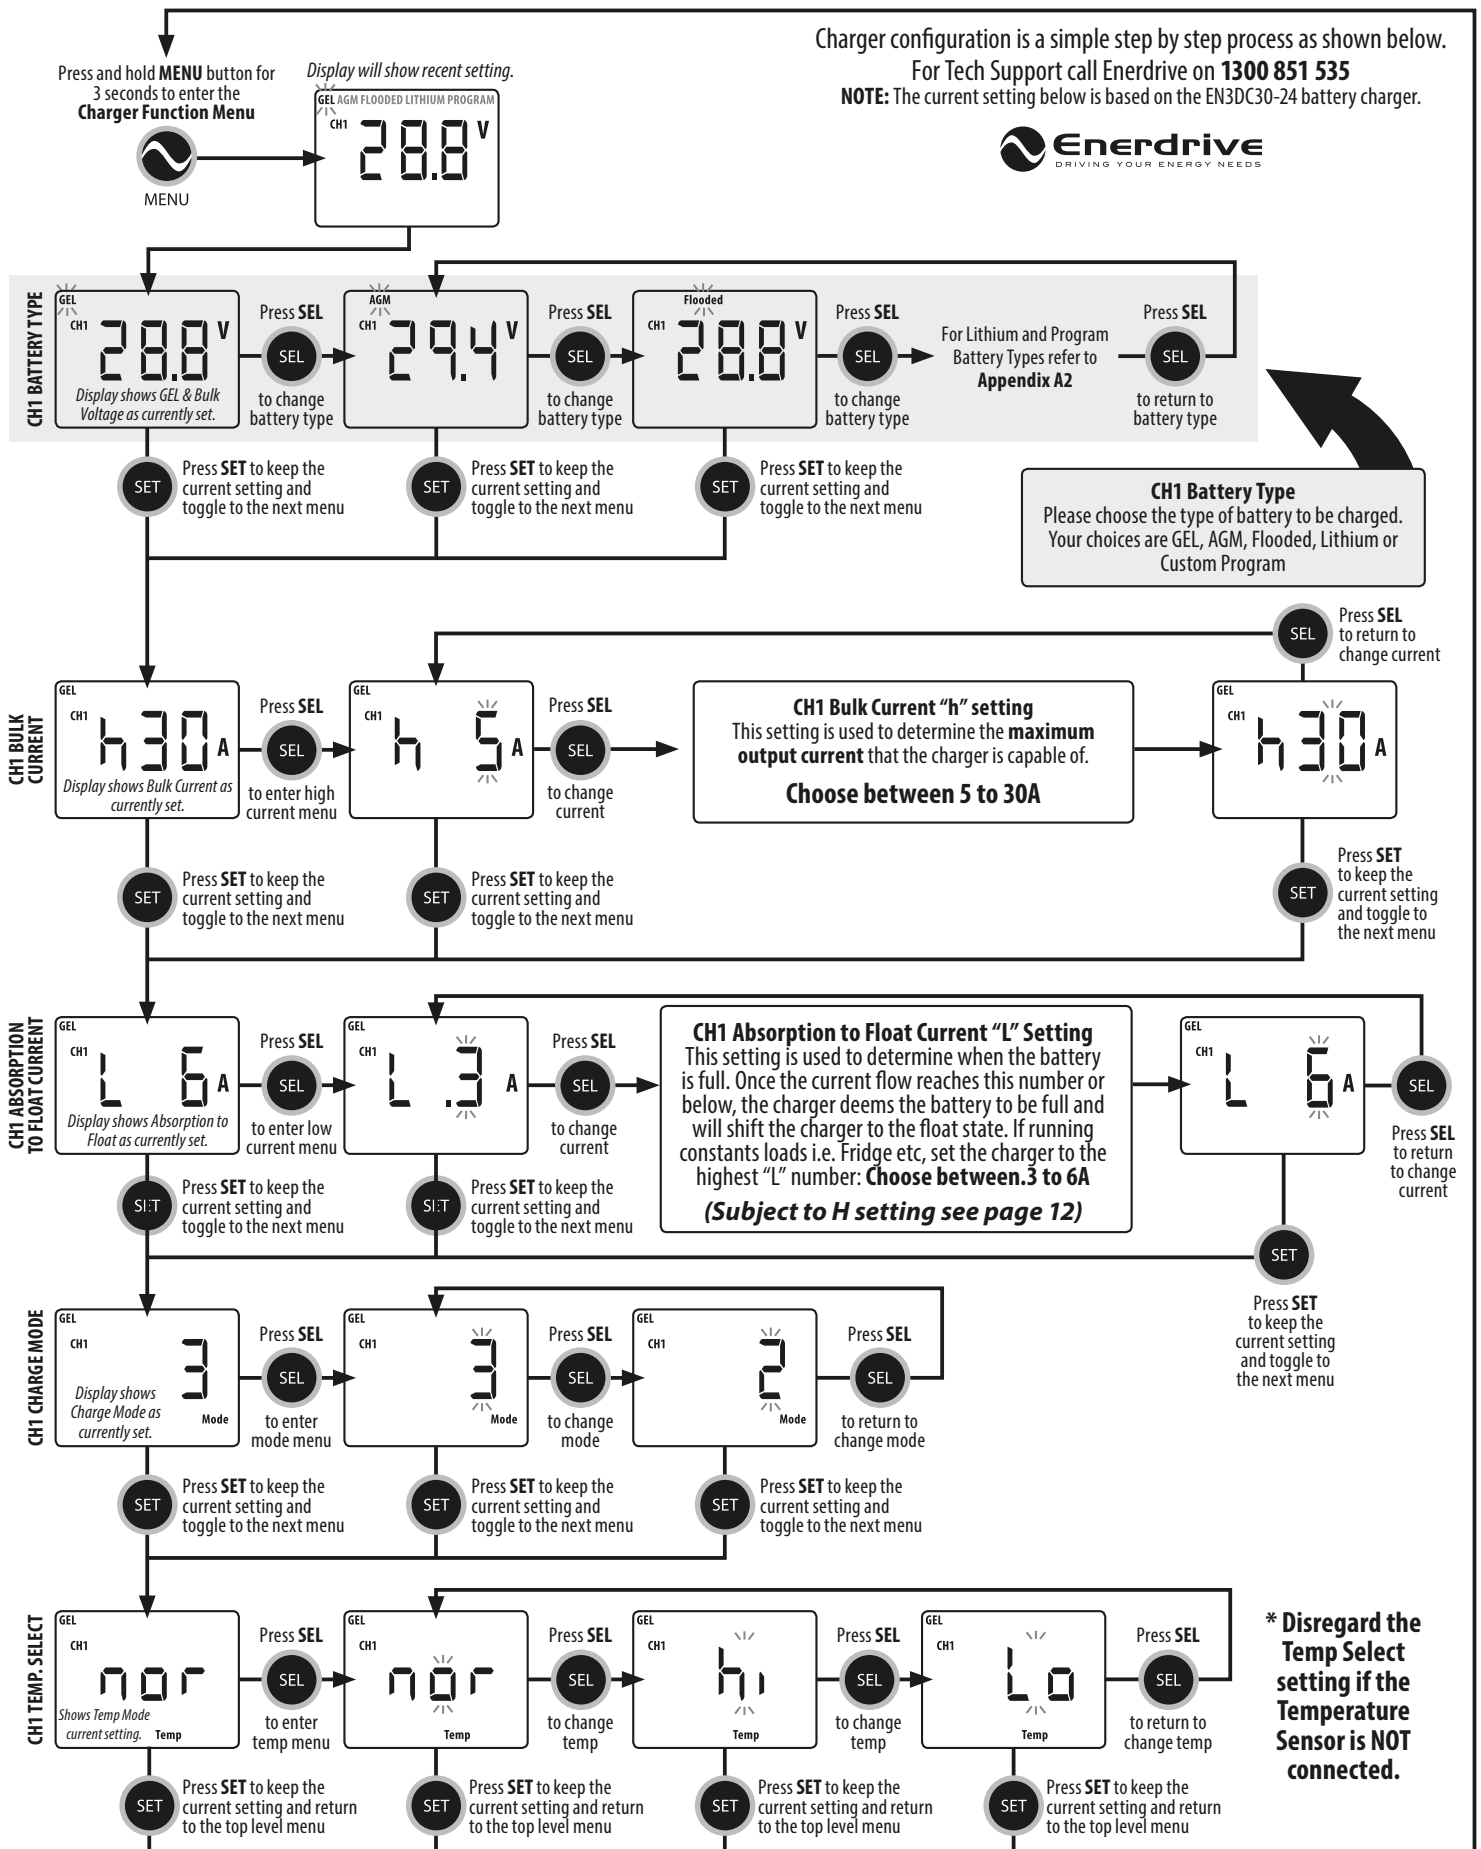 Charger configuration is a simple step by step process as shown below.
For Tech Support call Enerdrive on 1300 851 535
NOTE: The current setting below is based on the EN3DC30-24 battery charger.
Enerdrive
DRIVING YOUR ENERGY NEEDS
Press and hold MENU button for
3 seconds to enter the
Charger Function Menu
MENU
Display will show recent setting.
GEL AGM FLOODED LITHIUM PROGRAM
CH1
28.8 V
CH1 BATTERY TYPE
GEL
CH1
28.8 V
Display shows GEL & Bulk
Voltage as currently set.
Press SEL
SEL
to change
battery type
AGM
CH1
29.4 V
Press SEL
SEL
to change
battery type
Flooded
CH1
28.8 V
Press SEL
SEL
to change
battery type
For Lithium and Program
Battery Types refer to
Appendix A2
Press SEL
SEL
to return to
battery type
SET
Press SET to keep the
current setting and
toggle to the next menu
SET
Press SET to keep the
current setting and
toggle to the next menu
SET
Press SET to keep the
current setting and
toggle to the next menu
CH1 Battery Type
Please choose the type of battery to be charged.
Your choices are GEL, AGM, Flooded, Lithium or
Custom Program
CH1 BULK
CURRENT
GEL
CH1
h30 A
Display shows Bulk Current as
currently set.
Press SEL
SEL
to enter high
current menu
GEL
CH1
h 5 A
Press SEL
SEL
to change
current
CH1 Bulk Current “h” setting
This setting is used to determine the maximum
output current that the charger is capable of.
Choose between 5 to 30A
SEL
Press SEL
to return to
change current
GEL
CH1
h30 A
SET
Press SET to keep the
current setting and
toggle to the next menu
SET
Press SET to keep the
current setting and
toggle to the next menu
SET
Press SET
to keep the
current setting
and toggle to
the next menu
CH1 ABSORPTION
TO FLOAT CURRENT
GEL
CH1
L 6 A
Display shows Absorption to
Float as currently set.
Press SEL
SEL
to enter low
current menu
GEL
CH1
L .3 A
Press SEL
SEL
to change
current
CH1 Absorption to Float Current “L” Setting
This setting is used to determine when the battery
is full. Once the current flow reaches this number or
below, the charger deems the battery to be full and
will shift the charger to the float state. If running
constants loads i.e. Fridge etc, set the charger to the
highest “L” number: Choose between.3 to 6A
(Subject to H setting see page 12)
GEL
CH1
L 6 A
SEL
Press SEL
to return
to change
current
SET
Press SET to keep the
current setting and
toggle to the next menu
SET
Press SET to keep the
current setting and
toggle to the next menu
SET
Press SET
to keep the
current setting
and toggle to
the next menu
CH1 CHARGE MODE
GEL
CH1
3
Display shows
Charge Mode as
currently set.
Mode
Press SEL
SEL
to enter
mode menu
GEL
CH1
3
Mode
Press SEL
SEL
to change
mode
GEL
CH1
2
Mode
Press SEL
SEL
to return to
change mode
SET
Press SET to keep the
current setting and
toggle to the next menu
SET
Press SET to keep the
current setting and
toggle to the next menu
SET
Press SET to keep the
current setting and
toggle to the next menu
CH1 TEMP. SELECT
GEL
CH1
nor
Shows Temp Mode
current setting. Temp
Press SEL
SEL
to enter
temp menu
GEL
CH1
nor
Temp
Press SEL
SEL
to change
temp
GEL
CH1
hi
Temp
Press SEL
SEL
to change
temp
GEL
CH1
Lo
Temp
Press SEL
SEL
to return to
change temp
* Disregard the
Temp Select
setting if the
Temperature
Sensor is NOT
connected.
SET
Press SET to keep the
current setting and return
to the top level menu
SET
Press SET to keep the
current setting and return
to the top level menu
SET
Press SET to keep the
current setting and return
to the top level menu
SET
Press SET to keep the
current setting and return
to the top level menu